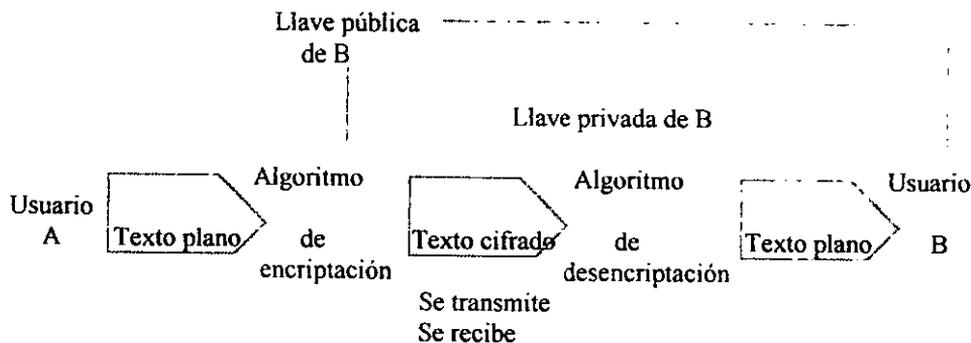 Llave pública
de B
Llave privada de B
Usuario
A
Texto plano
Algoritmo
de
encriptación
Texto cifrado
Se transmite
Se recibe
Algoritmo
de
desencriptación
Texto plano
Usuario
B